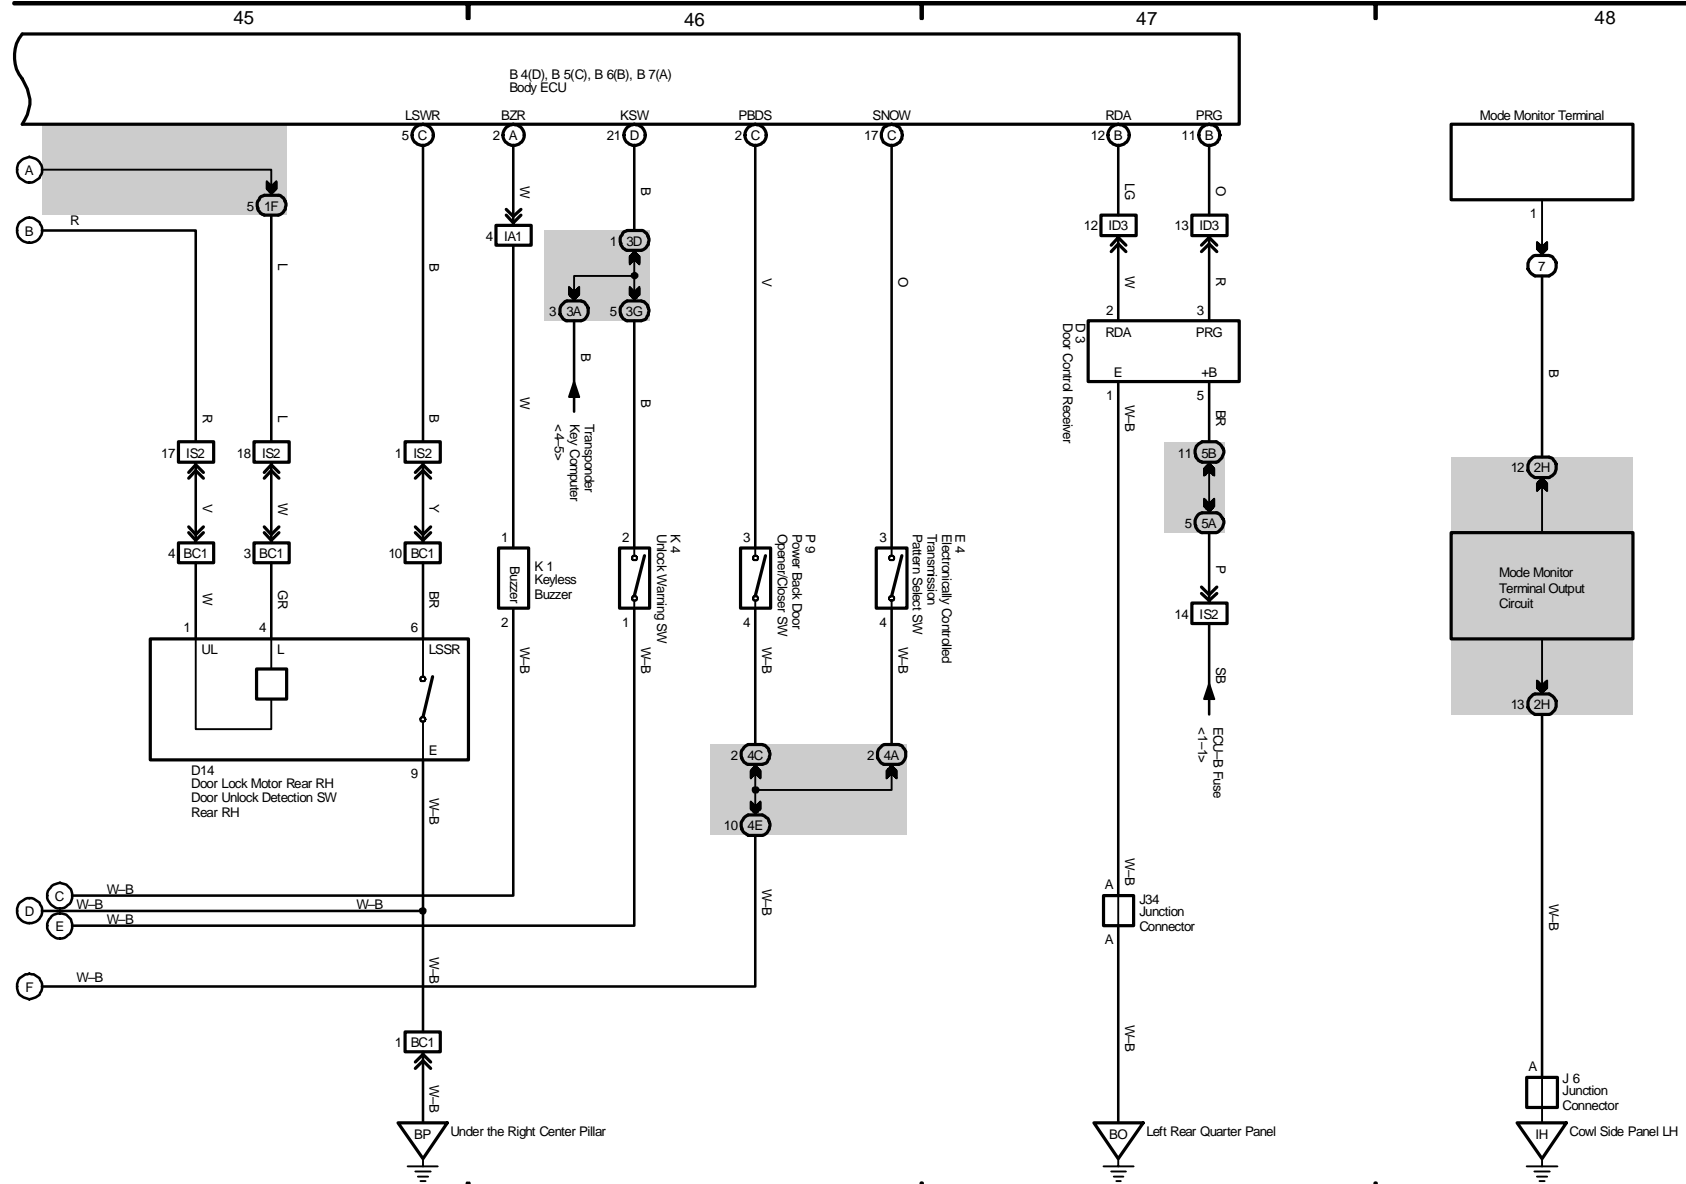 45
46
47
48
B 4(D), B 5(C), B 6(B), B 7(A)
Body ECU
LSWR
BZR
KSW
PBDS
SNOW
RDA
PRG
5 C
2 A
21 D
2 C
17 C
12 B
11 B
Mode Monitor Terminal
A
5 1F
B
R
L
B
W
W
4 IA1
B
1 3D
3 3A
5 3G
B
B
V
O
LG
O
12 ID3
13 ID3
W
R
2
3
RDA
PRG
E
+B
D 3
Door Control Receiver
1
5
W–B
BR
11 5B
5 5A
P
14 IS2
SB
ECU–B Fuse
<1–1>
1
7
B
12 2H
Mode Monitor
Terminal Output
Circuit
13 2H
W–B
R
L
B
17 IS2
18 IS2
1 IS2
V
W
Y
4 BC1
3 BC1
10 BC1
W
GR
BR
1
4
6
UL
L
LSSR
E
9
D14
Door Lock Motor Rear RH
Door Unlock Detection SW
Rear RH
W–B
Transponder
Key Computer
<4–5>
1
Buzzer
2
K 1
Keyless
Buzzer
W–B
2
1
K 4
Unlock Warning SW
W–B
3
4
P 9
Power Back Door
Opener/Closer SW
W–B
3
4
E 4
Electronically Controlled
Transmission
Pattern Select SW
W–B
2 4C
2 4A
10 4E
W–B
C
W–B
D
W–B
W–B
E
W–B
F
W–B
W–B
1 BC1
W–B
BP
Under the Right Center Pillar
W–B
A
J34
Junction
Connector
A
W–B
BO
Left Rear Quarter Panel
A
J 6
Junction
Connector
IH
Cowl Side Panel LH